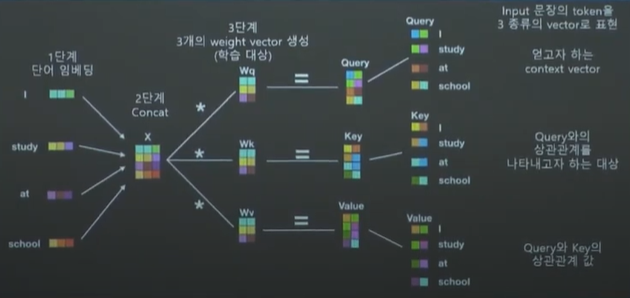 1단계
단어 임베딩
I
study
at
school
2단계
Concat
X
3단계
3개의 weight vector 생성
(학습 대상)
*
Wq
=
Query
*
Wk
=
Key
*
Wv
=
Value
Query
I
study
at
school
Key
I
study
at
school
Value
I
study
at
school
Input 문장의 token을
3 종류의 vector로 표현
얻고자 하는
context vector
Query와의
상관관계를
나타내고자 하는 대상
Query와 Key의
상관관계 값